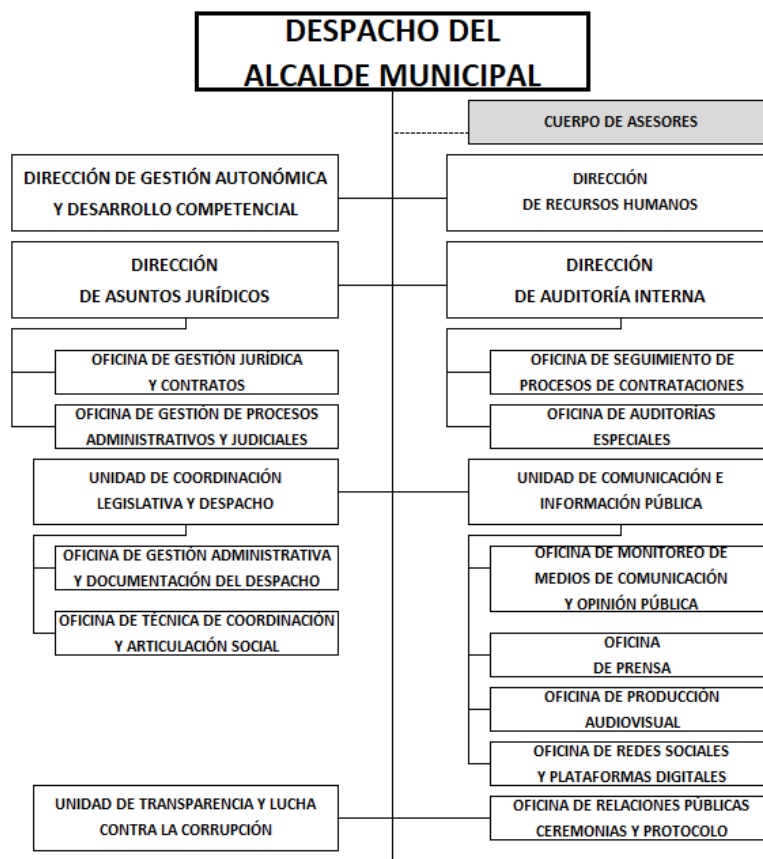 DESPACHO DEL
ALCALDE MUNICIPAL
CUERPO DE ASESORES
DIRECCIÓN DE GESTIÓN AUTONÓMICA
Y DESARROLLO COMPETENCIAL
DIRECCIÓN
DE RECURSOS HUMANOS
DIRECCIÓN
DE ASUNTOS JURÍDICOS
DIRECCIÓN
DE AUDITORÍA INTERNA
OFICINA DE GESTIÓN JURÍDICA
Y CONTRATOS
OFICINA DE SEGUIMIENTO DE
PROCESOS DE CONTRATACIONES
OFICINA DE GESTIÓN DE PROCESOS
ADMINISTRATIVOS Y JUDICIALES
OFICINA DE AUDITORÍAS
ESPECIALES
UNIDAD DE COORDINACIÓN
LEGISLATIVA Y DESPACHO
UNIDAD DE COMUNICACIÓN E
INFORMACIÓN PÚBLICA
OFICINA DE GESTIÓN ADMINISTRATIVA
Y DOCUMENTACIÓN DEL DESPACHO
OFICINA DE MONITOREO DE
MEDIOS DE COMUNICACIÓN
Y OPINIÓN PÚBLICA
OFICINA DE TÉCNICA DE COORDINACIÓN
Y ARTICULACIÓN SOCIAL
OFICINA
DE PRENSA
OFICINA DE PRODUCCIÓN
AUDIOVISUAL
OFICINA DE REDES SOCIALES
Y PLATAFORMAS DIGITALES
UNIDAD DE TRANSPARENCIA Y LUCHA
CONTRA LA CORRUPCIÓN
OFICINA DE RELACIONES PÚBLICAS
CEREMONIAS Y PROTOCOLO